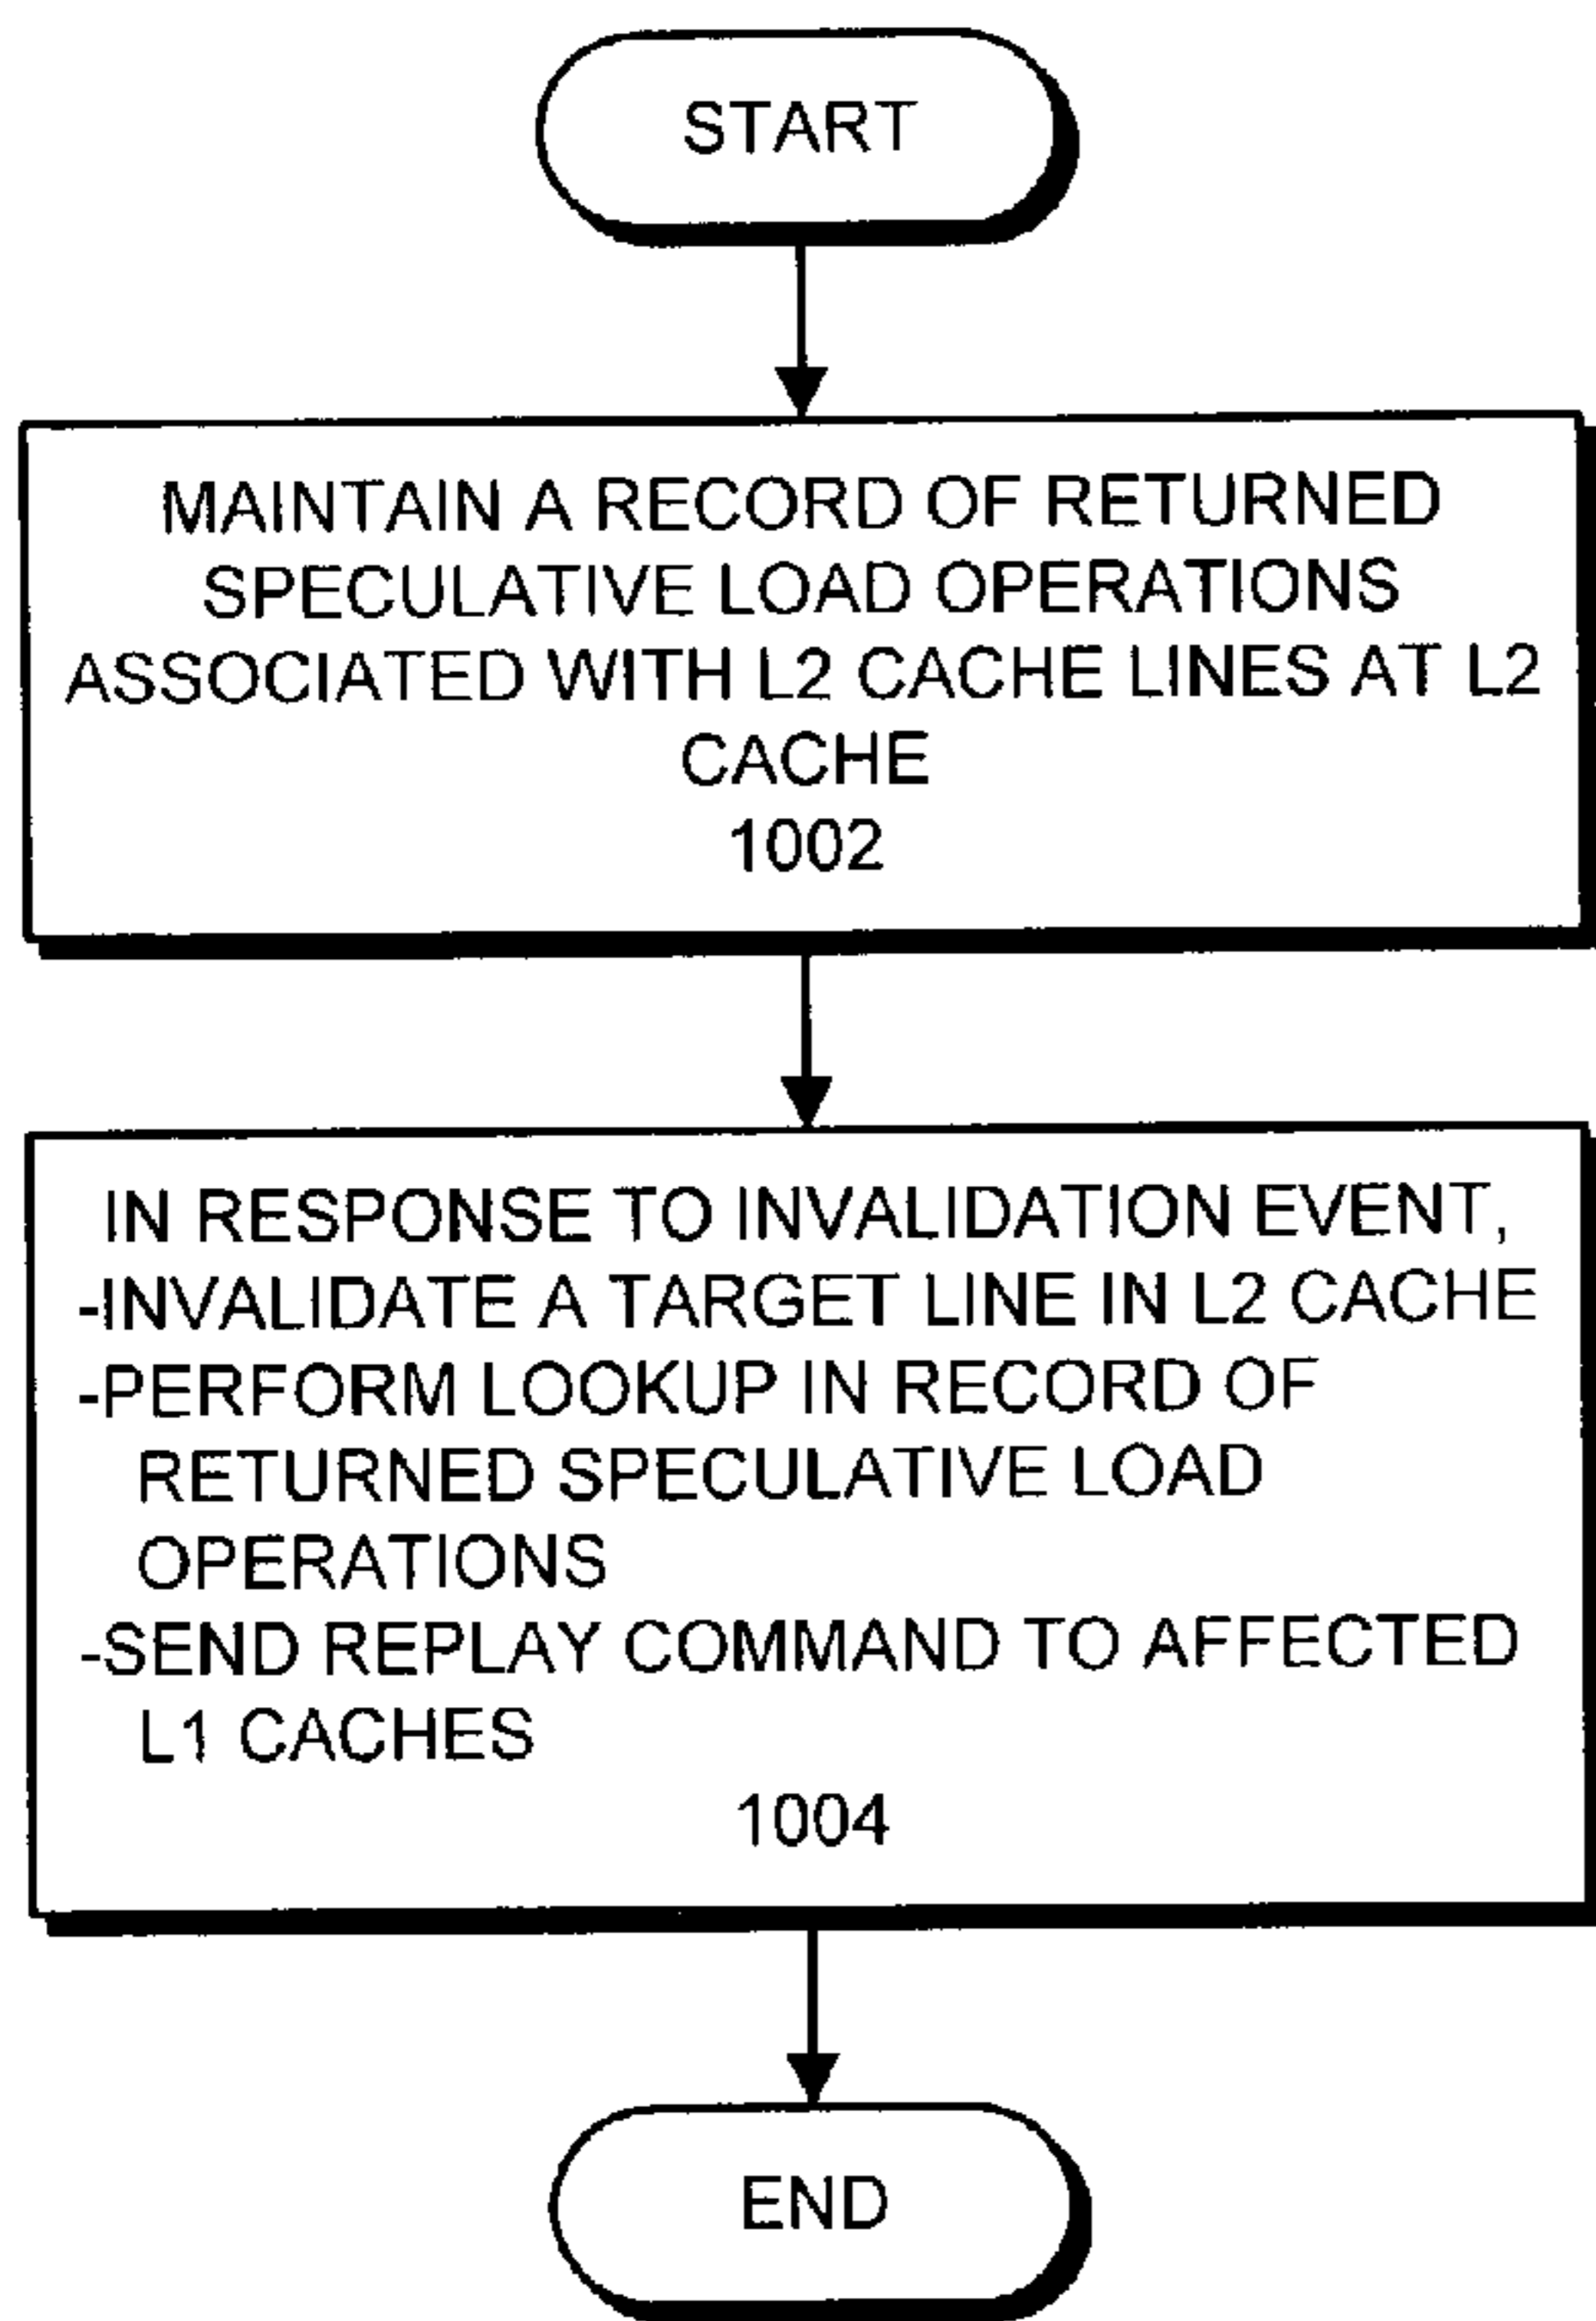 START
MAINTAIN A RECORD OF RETURNED
SPECULATIVE LOAD OPERATIONS
ASSOCIATED WITH L2 CACHE LINES AT L2
CACHE
1002
IN RESPONSE TO INVALIDATION EVENT,
-INVALIDATE A TARGET LINE IN L2 CACHE
-PERFORM LOOKUP IN RECORD OF
RETURNED SPECULATIVE LOAD
OPERATIONS
-SEND REPLAY COMMAND TO AFFECTED
L1 CACHES
1004
END